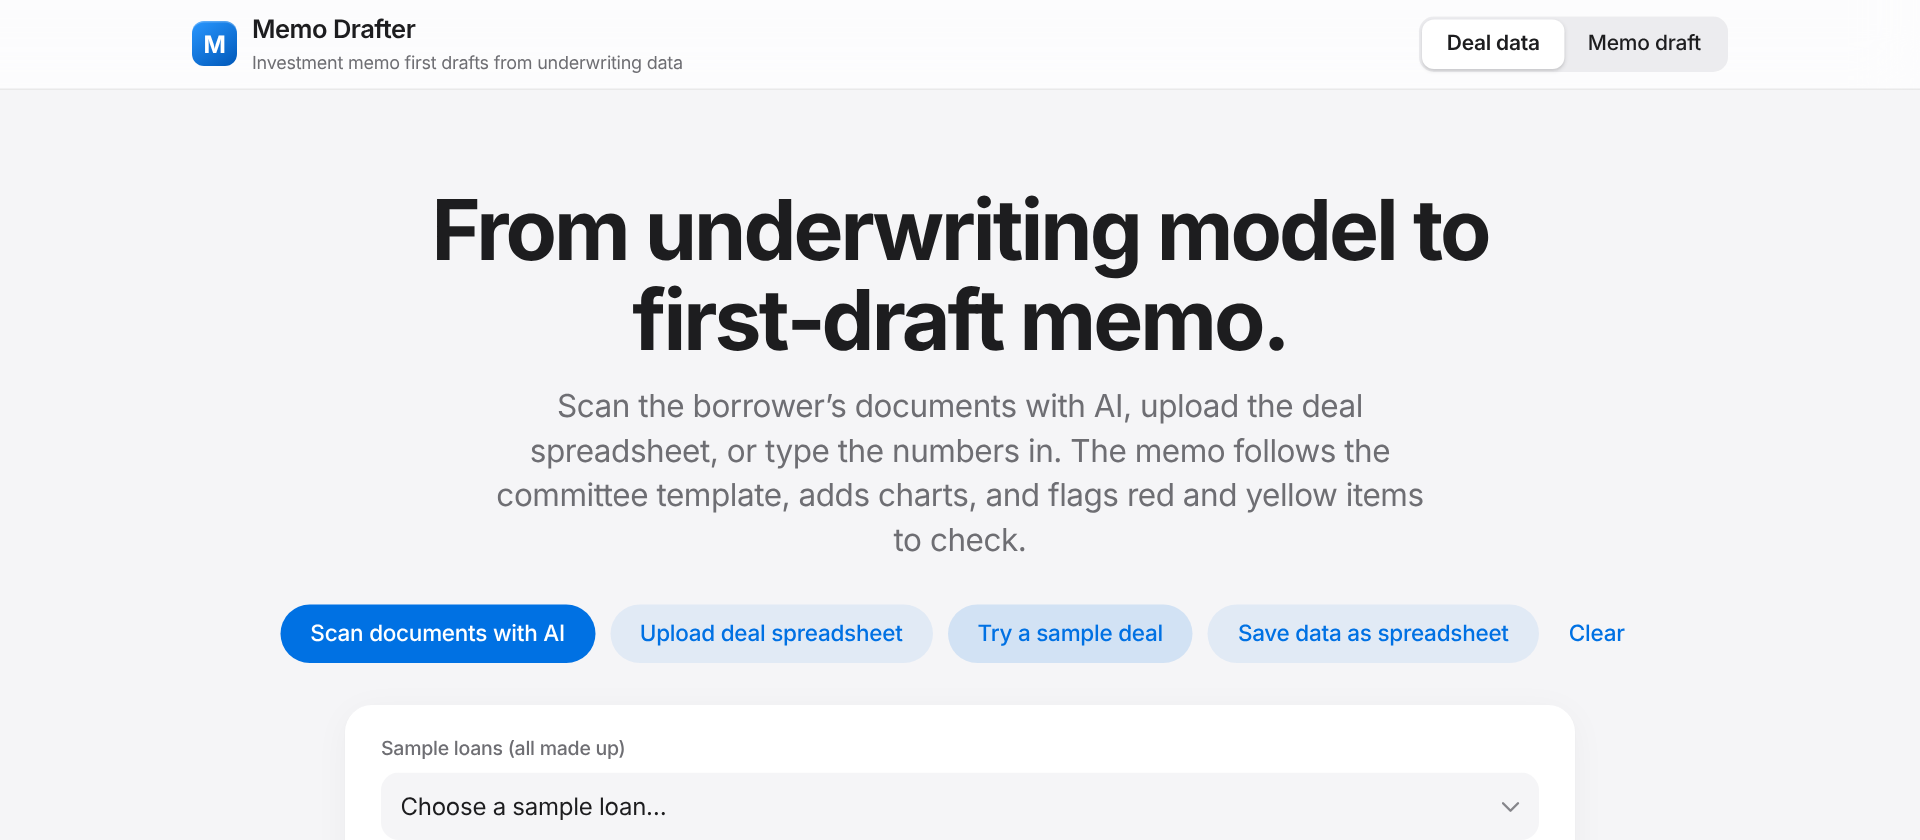 M
Memo Drafter
Investment memo first drafts from underwriting data
Deal data
Memo draft
From underwriting model to
first-draft memo.
Scan the borrower’s documents with AI, upload the deal
spreadsheet, or type the numbers in. The memo follows the
committee template, adds charts, and flags red and yellow items
to check.
Scan documents with AI
Upload deal spreadsheet
Try a sample deal
Save data as spreadsheet
Clear
Sample loans (all made up)
Choose a sample loan...